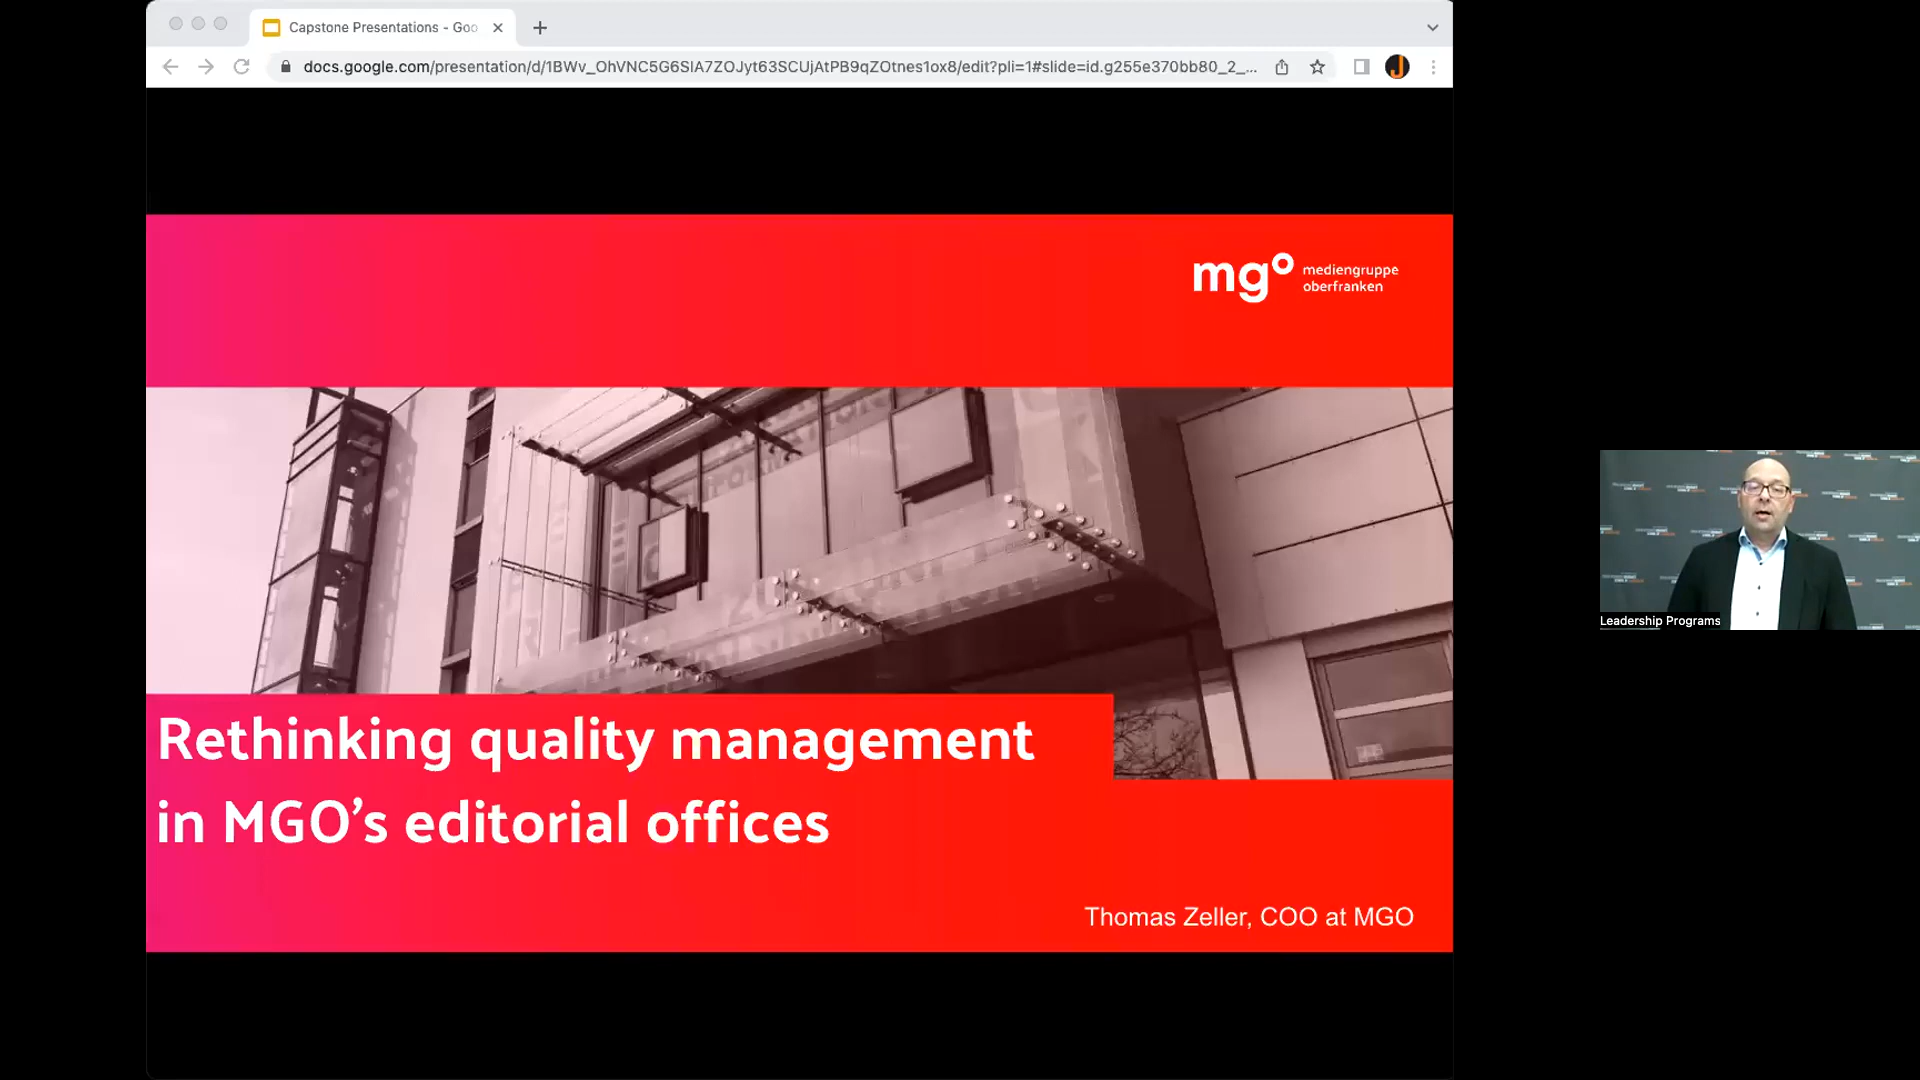 Capstone Presentations - Goo
docs.google.com/presentation/d/1BWv_OhVNC5G6SIA7ZOJyt63SCUjAtPB9qZOtnes1ox8/edit?pli=1#slide=id.g255e370bb80_2_...
mgo
mediengruppe
oberfranken
Rethinking quality management
in MGO’s editorial offices
Thomas Zeller, COO at MGO
Leadership Programs